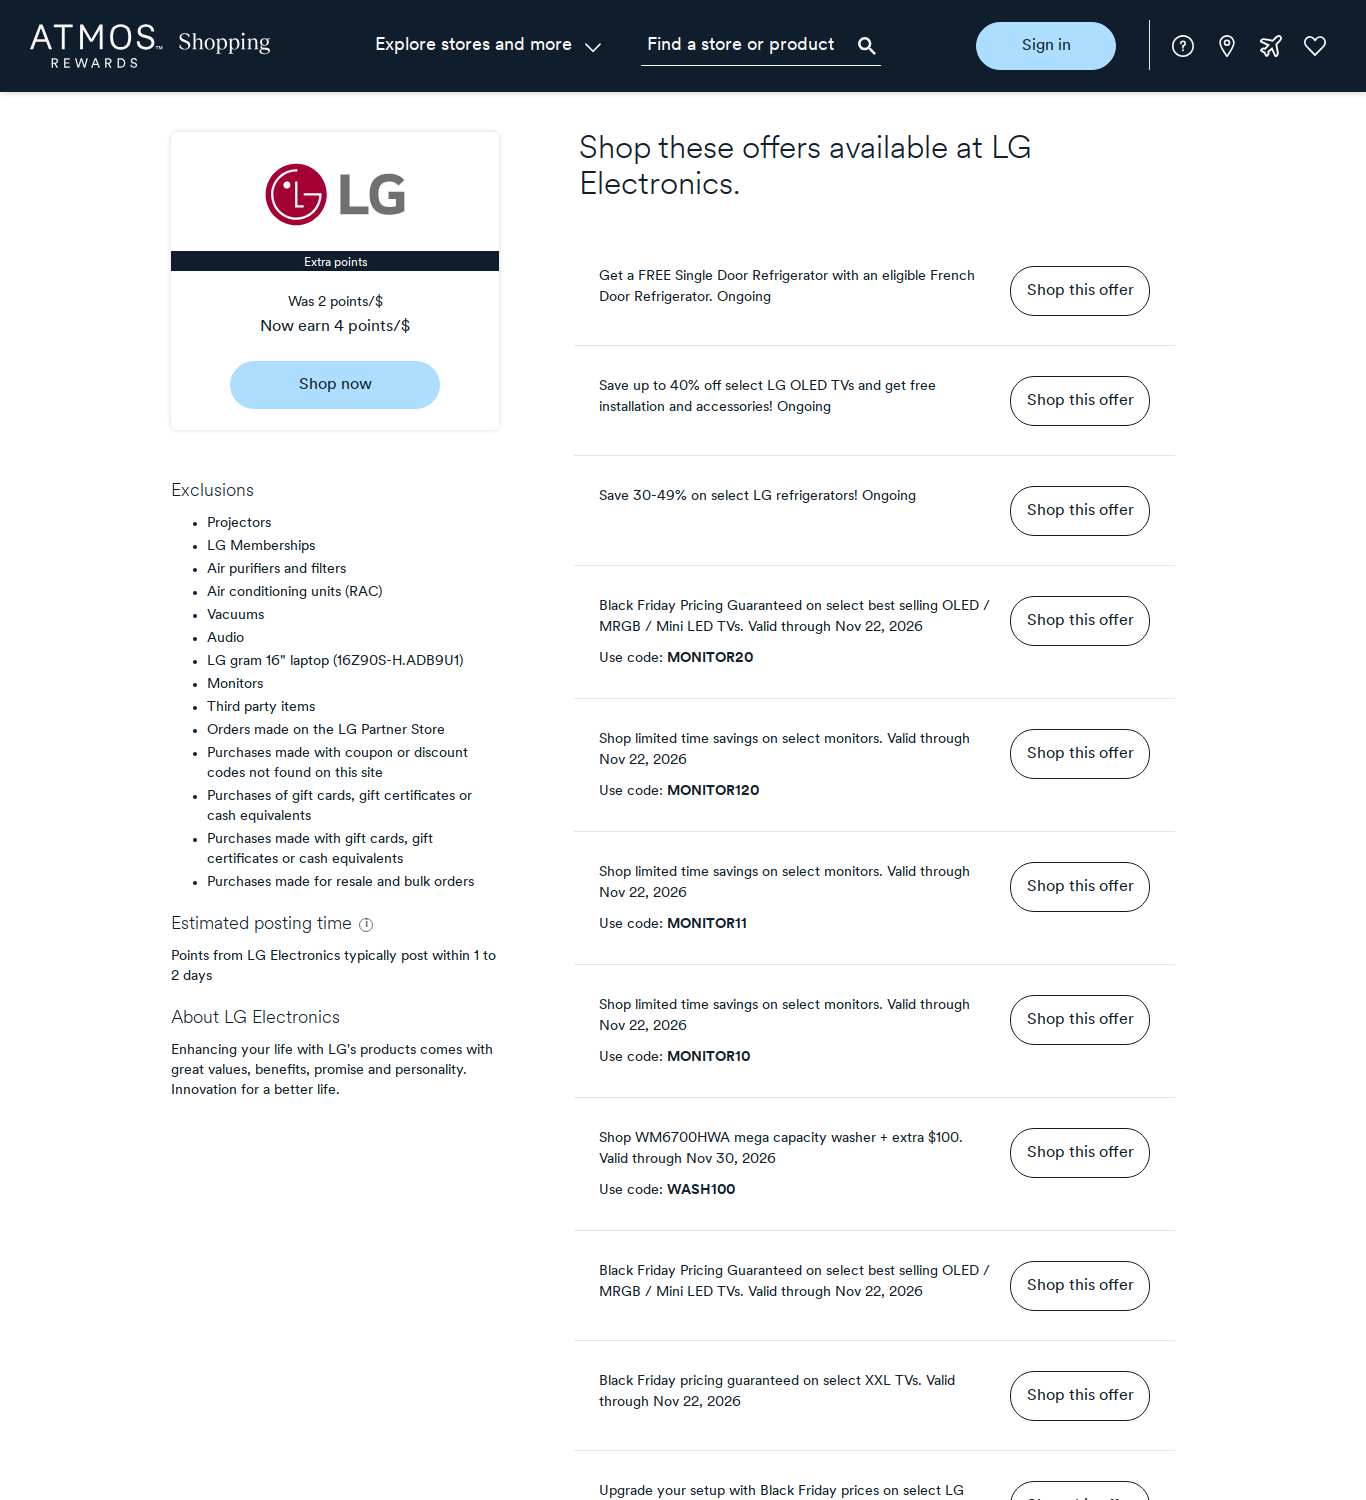 ATMOS™
REWARDS
Shopping
Explore stores and more
Find a store or product
Sign in
LG
Extra points
Was 2 points/$
Now earn 4 points/$
Shop now
Exclusions
• Projectors
• LG Memberships
• Air purifiers and filters
• Air conditioning units (RAC)
• Vacuums
• Audio
• LG gram 16" laptop (16Z90S-H.ADB9U1)
• Monitors
• Third party items
• Orders made on the LG Partner Store
• Purchases made with coupon or discount
codes not found on this site
• Purchases of gift cards, gift certificates or
cash equivalents
• Purchases made with gift cards, gift
certificates or cash equivalents
• Purchases made for resale and bulk orders
Estimated posting time
Points from LG Electronics typically post within 1 to
2 days
About LG Electronics
Enhancing your life with LG's products comes with
great values, benefits, promise and personality.
Innovation for a better life.
Shop these offers available at LG
Electronics.
Get a FREE Single Door Refrigerator with an eligible French
Door Refrigerator. Ongoing
Shop this offer
Save up to 40% off select LG OLED TVs and get free
installation and accessories! Ongoing
Shop this offer
Save 30-49% on select LG refrigerators! Ongoing
Shop this offer
Black Friday Pricing Guaranteed on select best selling OLED /
MRGB / Mini LED TVs. Valid through Nov 22, 2026
Use code: MONITOR20
Shop this offer
Shop limited time savings on select monitors. Valid through
Nov 22, 2026
Use code: MONITOR120
Shop this offer
Shop limited time savings on select monitors. Valid through
Nov 22, 2026
Use code: MONITOR11
Shop this offer
Shop limited time savings on select monitors. Valid through
Nov 22, 2026
Use code: MONITOR10
Shop this offer
Shop WM6700HWA mega capacity washer + extra $100.
Valid through Nov 30, 2026
Use code: WASH100
Shop this offer
Black Friday Pricing Guaranteed on select best selling OLED /
MRGB / Mini LED TVs. Valid through Nov 22, 2026
Shop this offer
Black Friday pricing guaranteed on select XXL TVs. Valid
through Nov 22, 2026
Shop this offer
Upgrade your setup with Black Friday prices on select LG